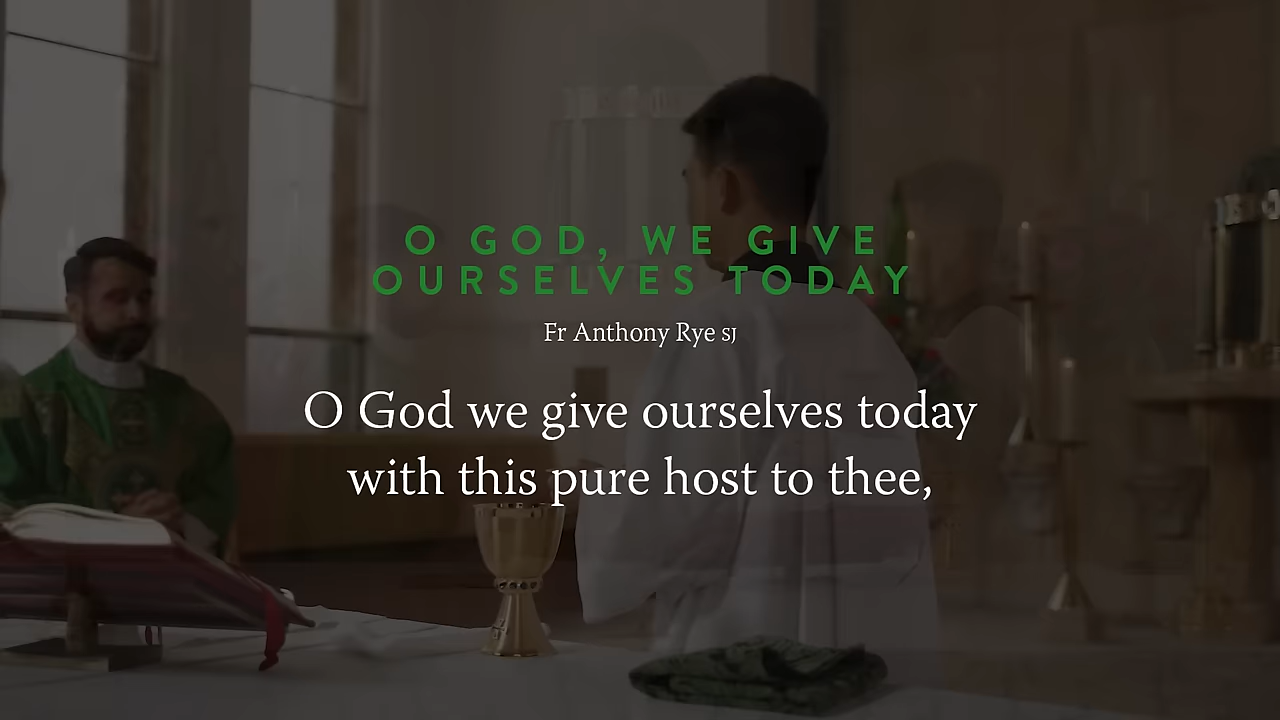 O GOD, WE GIVE
OURSELVES TODAY
Fr Anthony Rye SJ
O God we give ourselves today
with this pure host to thee,